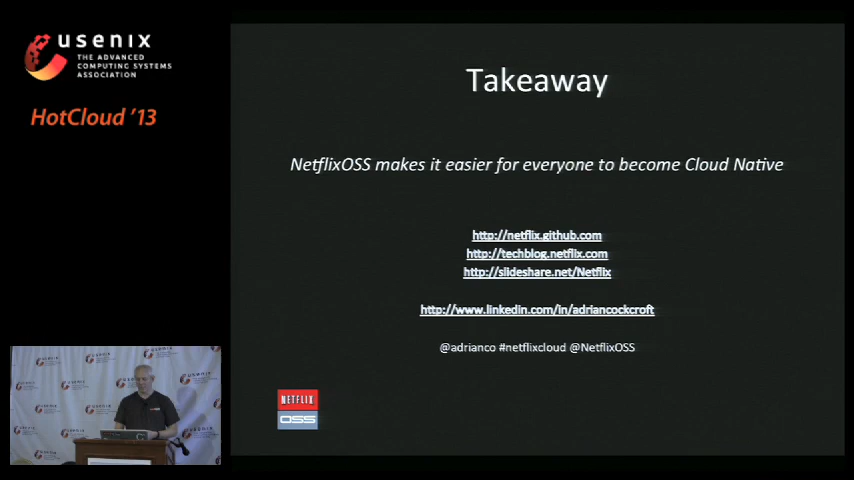 usenix
THE ADVANCED
COMPUTING SYSTEMS
ASSOCIATION
HotCloud '13
Takeaway
NetflixOSS makes it easier for everyone to become Cloud Native
http://netflix.github.com
http://techblog.netflix.com
http://slideshare.net/Netflix
http://www.linkedin.com/in/adriancockcroft
@adrianco #netflixcloud @NetflixOSS
NETFLIX
OSS